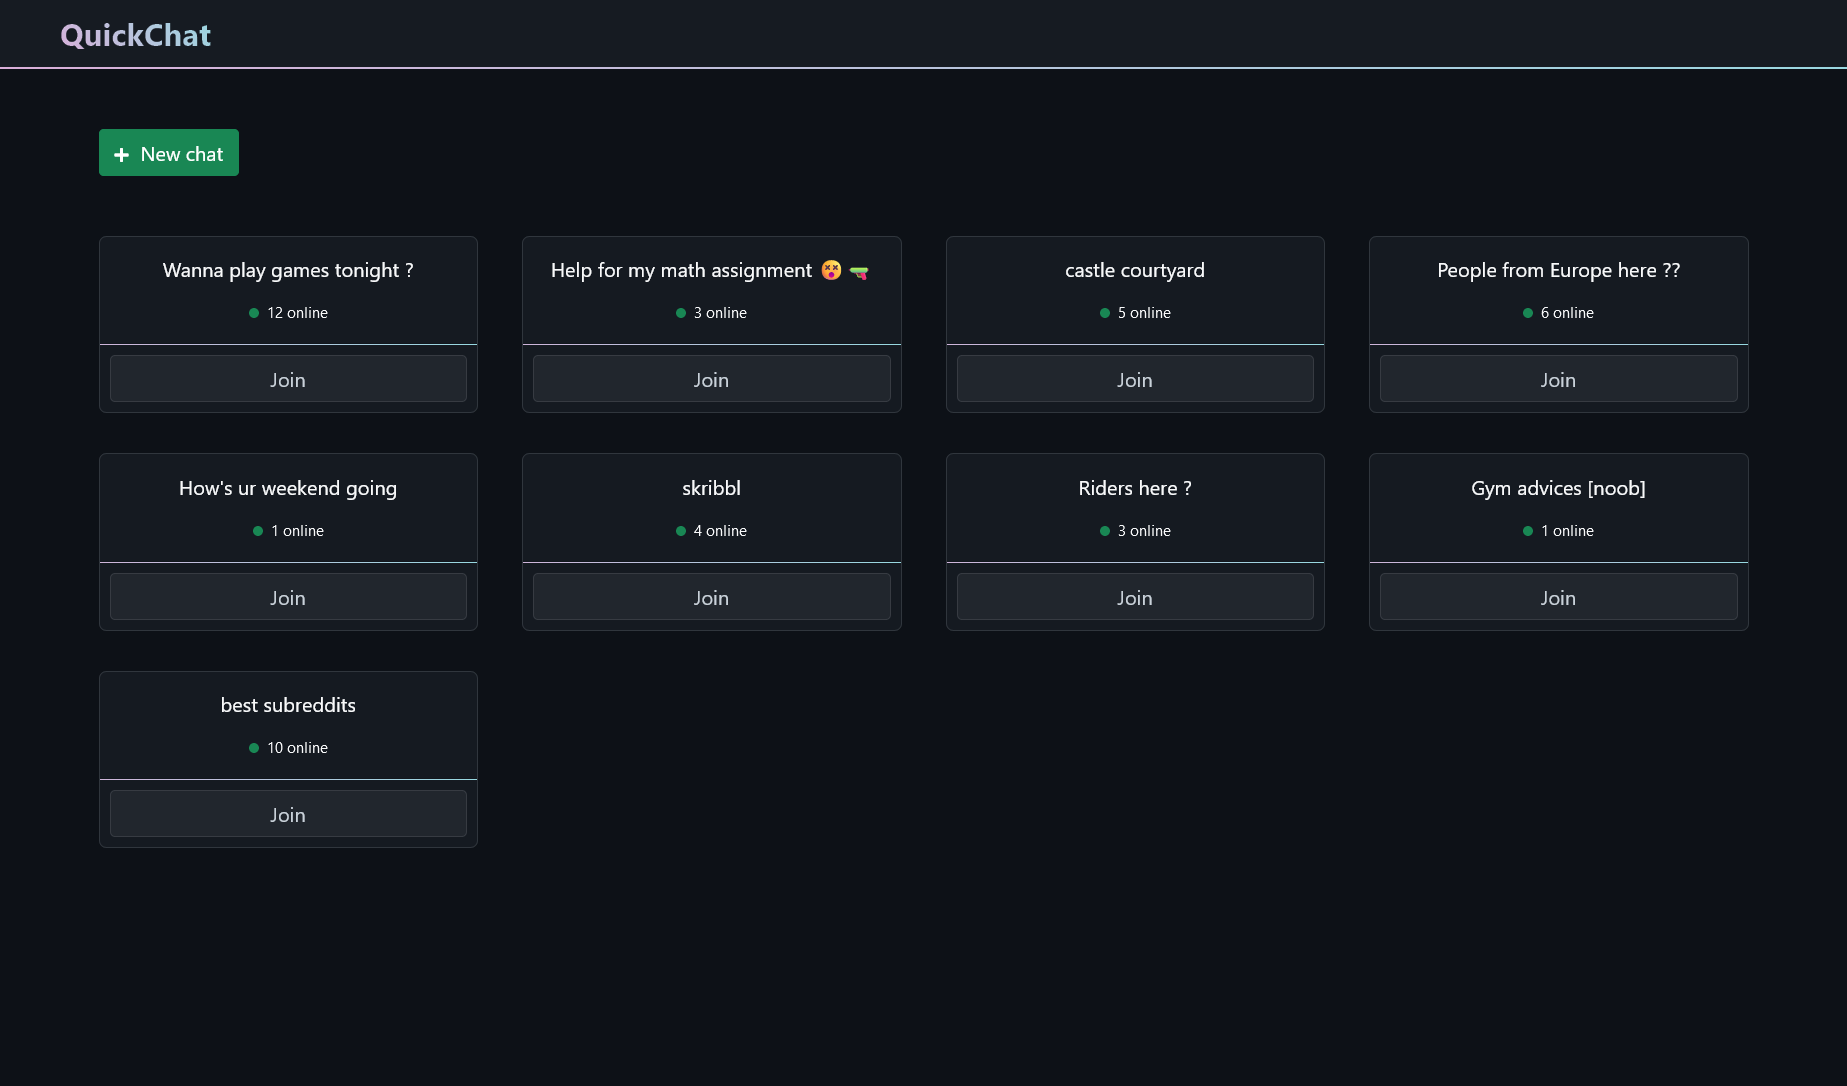 QuickChat
New chat
Wanna play games tonight ?
12 online
Join
Help for my math assignment 😵🔫
3 online
Join
castle courtyard
5 online
Join
People from Europe here ??
6 online
Join
How's ur weekend going
1 online
Join
skribbl
4 online
Join
Riders here ?
3 online
Join
Gym advices [noob]
1 online
Join
best subreddits
10 online
Join